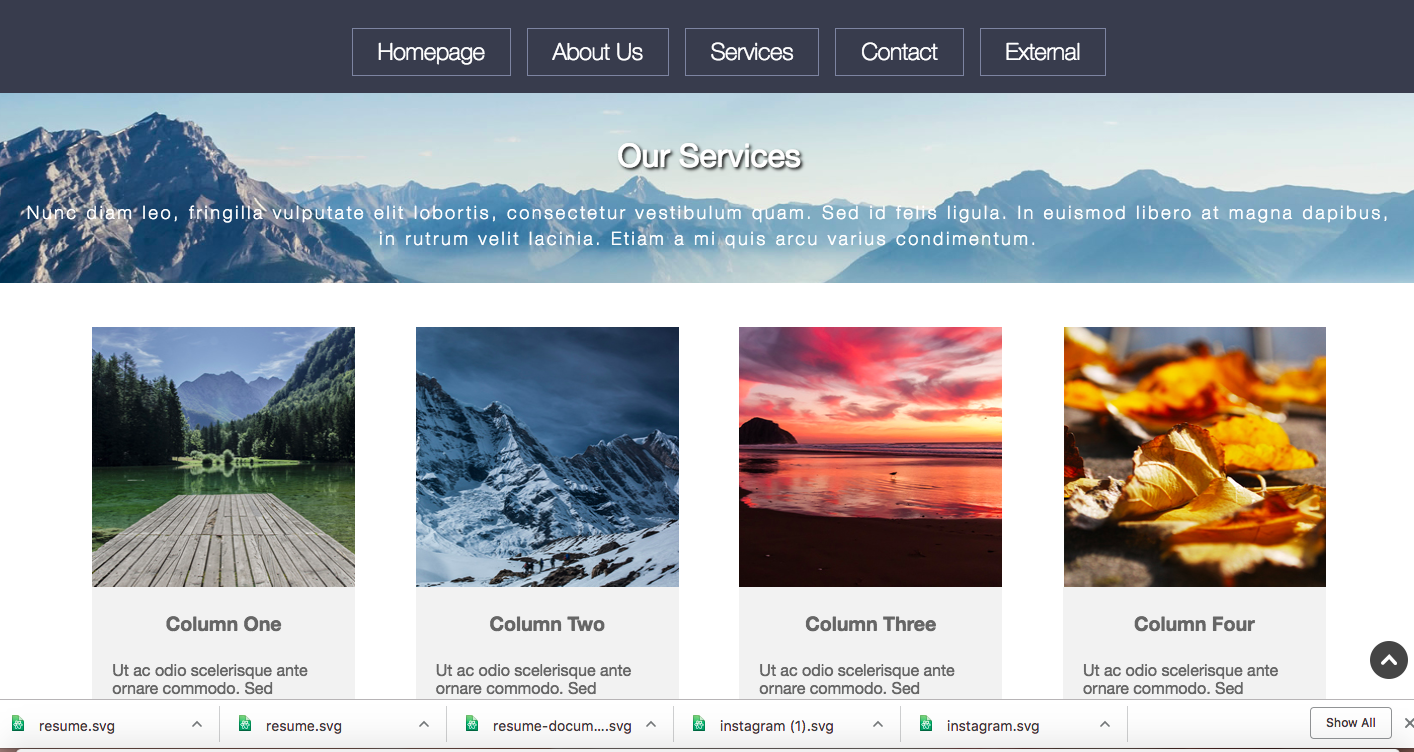 Homepage About Us Services Contact External
Our Services
Nunc diam leo, fringilla vulputate elit lobortis, consectetur vestibulum quam. Sed id felis ligula. In euismod libero at magna dapibus,
in rutrum velit lacinia. Etiam a mi quis arcu varius condimentum.
Column One
Ut ac odio scelerisque ante
ornare commodo. Sed
Column Two
Ut ac odio scelerisque ante
ornare commodo. Sed
Column Three
Ut ac odio scelerisque ante
ornare commodo. Sed
Column Four
Ut ac odio scelerisque ante
ornare commodo. Sed
resume.svg resume.svg resume-docum....svg instagram (1).svg instagram.svg Show All